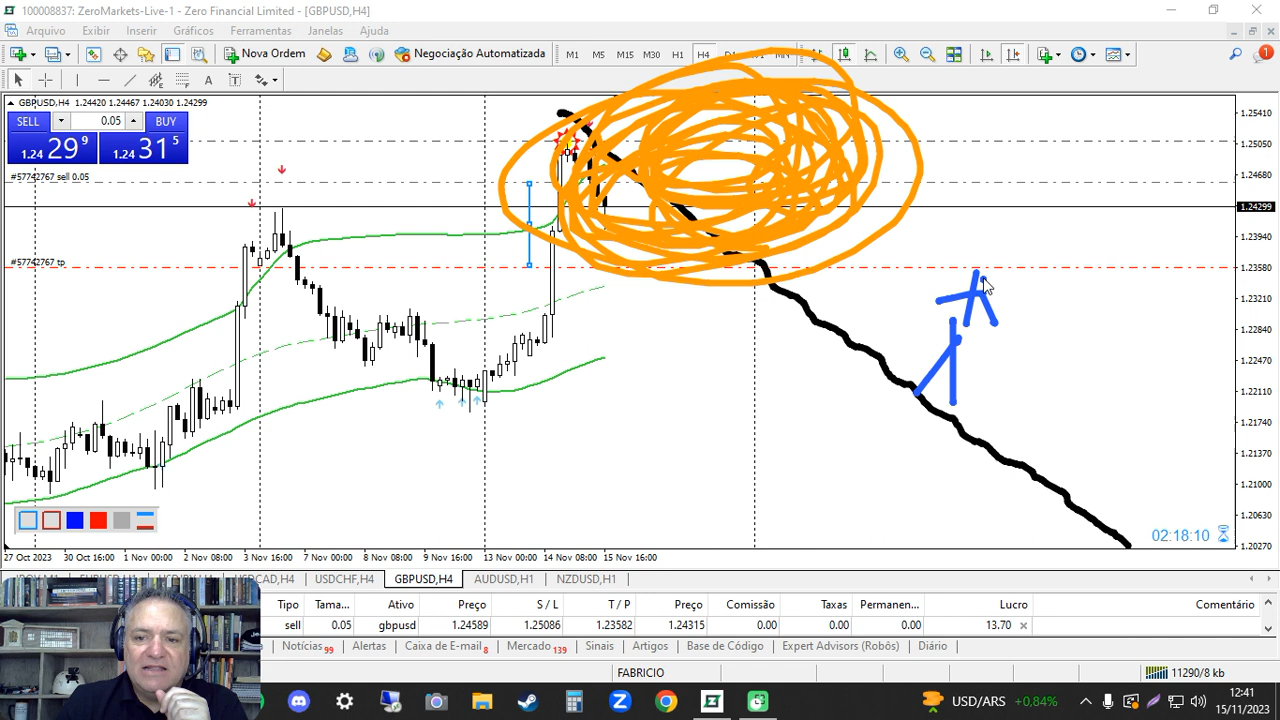 100008837: ZeroMarkets-Live-1 - Zero Financial Limited - [GBPUSD,H4]
Arquivo Exibir Inserir Gráficos Ferramentas Janelas Ajuda
Nova Ordem Negociação Automatizada M1 M5 M15 M30 H1 H4
A T
GBPUSD,H4 1.24420 1.24467 1.24030 1.24299
SELL 0.05 BUY
1.24 29 9 1.24 31 5
#57742767 sell 0.05
#57742767 tp
1.25410
1.25050
1.24680
1.24299
1.23940
1.23580
1.23210
1.22840
1.22470
1.22110
1.21740
1.21370
1.21000
1.20630
1.20270
02:18:10
27 Oct 2023 30 Oct 16:00 1 Nov 00:00 2 Nov 08:00 3 Nov 16:00 7 Nov 00:00 8 Nov 08:00 9 Nov 16:00 13 Nov 00:00 14 Nov 08:00 15 Nov 16:00
USDCHF,H4 GBPUSD,H4 AUDUSD,H1 NZDUSD,H1
Tipo Tama... Ativo Preço S / L T / P Preço Comissão Taxas Permanen... Lucro Comentário
sell 0.05 gbpusd 1.24589 1.25086 1.23582 1.24315 0.00 0.00 0.00 13.70
Notícias 99 Alertas Caixa de E-mail 8 Mercado 139 Sinais Artigos Base de Código Expert Advisors (Robôs) Diário
FABRICIO 11290/8 kb
USD/ARS +0,84% 12:41
15/11/2023